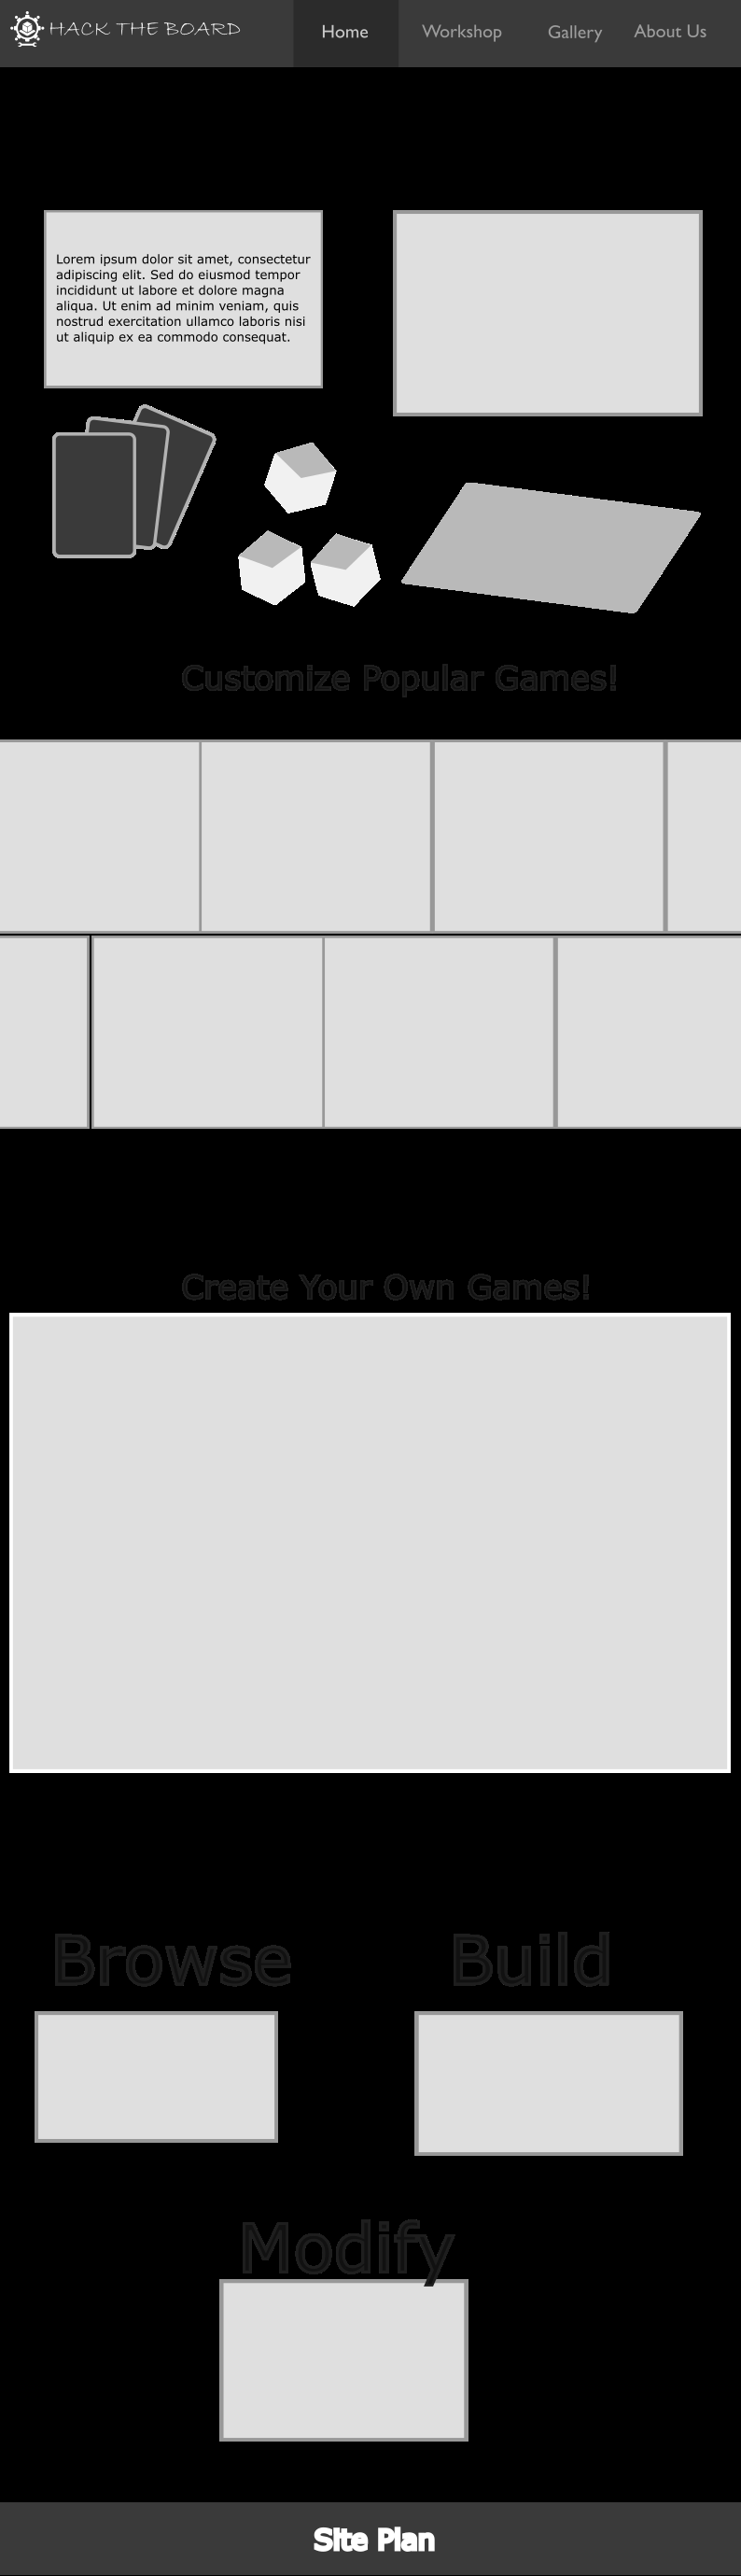 HACK THE BOARD
Home
Workshop
Gallery
About Us
Lorem ipsum dolor sit amet, consectetur
adipiscing elit. Sed do eiusmod tempor
incididunt ut labore et dolore magna
aliqua. Ut enim ad minim veniam, quis
nostrud exercitation ullamco laboris nisi
ut aliquip ex ea commodo consequat.
Customize Popular Games!
Create Your Own Games!
Browse
Build
Modify
Site Plan